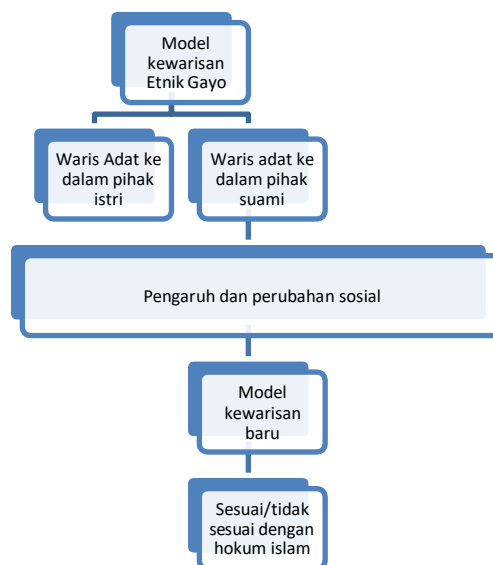 Model
kewarisan
Etnik Gayo
Waris Adat ke
dalam pihak
istri
Waris adat ke
dalam pihak
suami
Pengaruh dan perubahan sosial
Model
kewarisan
baru
Sesuai/tidak
sesuai dengan
hokum islam